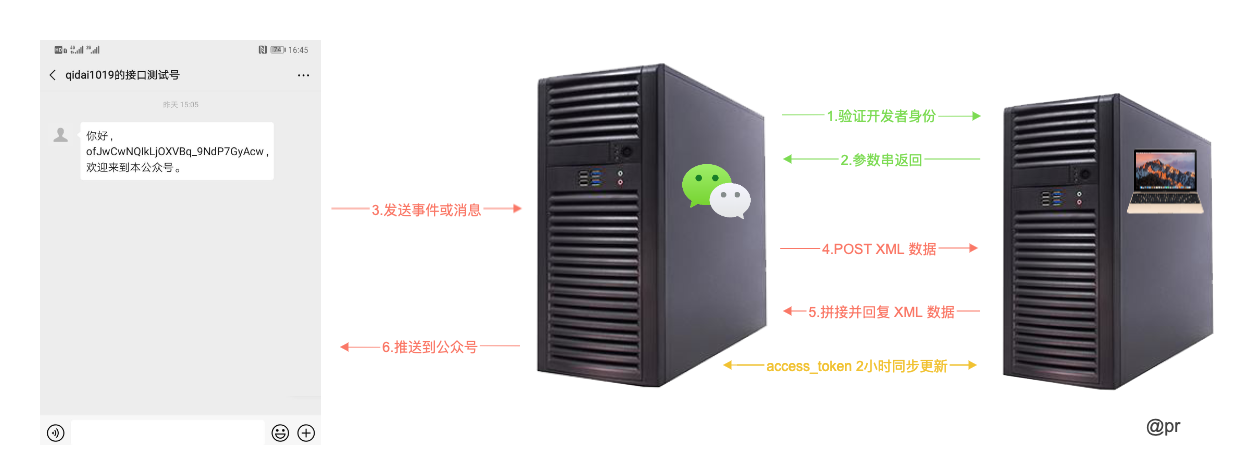 16:45
qidai1019的接口测试号
昨天 15:05
你好，
ofJwCwNQIkLjOXVBq_9NdP7GyAcw，
欢迎来到本公众号。
3.发送事件或消息
6.推送到公众号
1.验证开发者身份
2.参数串返回
4.POST XML 数据
5.拼接并回复 XML 数据
access_token 2小时同步更新
@pr